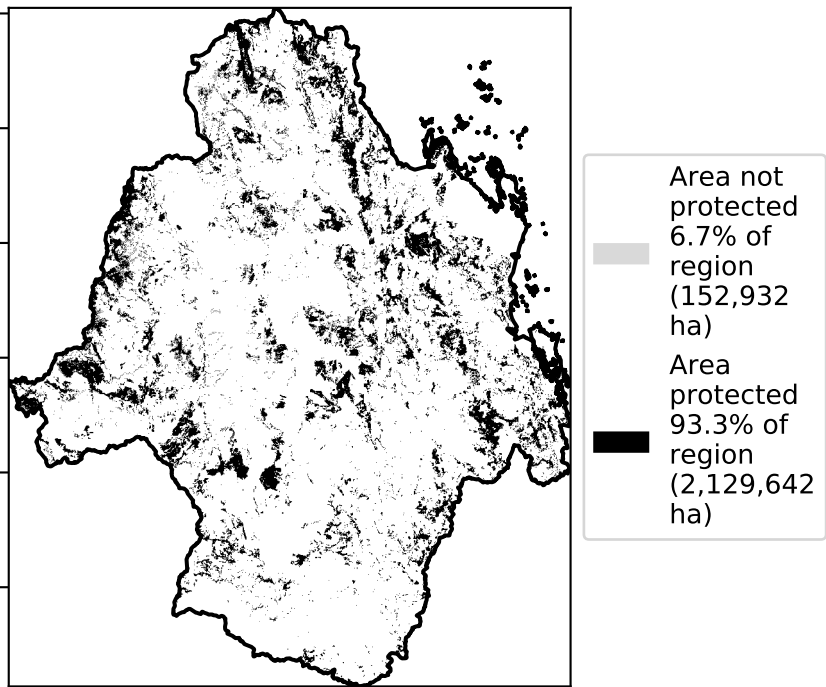 Area not
protected
6.7% of
region
(152,932
ha)
Area
protected
93.3% of
region
(2,129,642
ha)